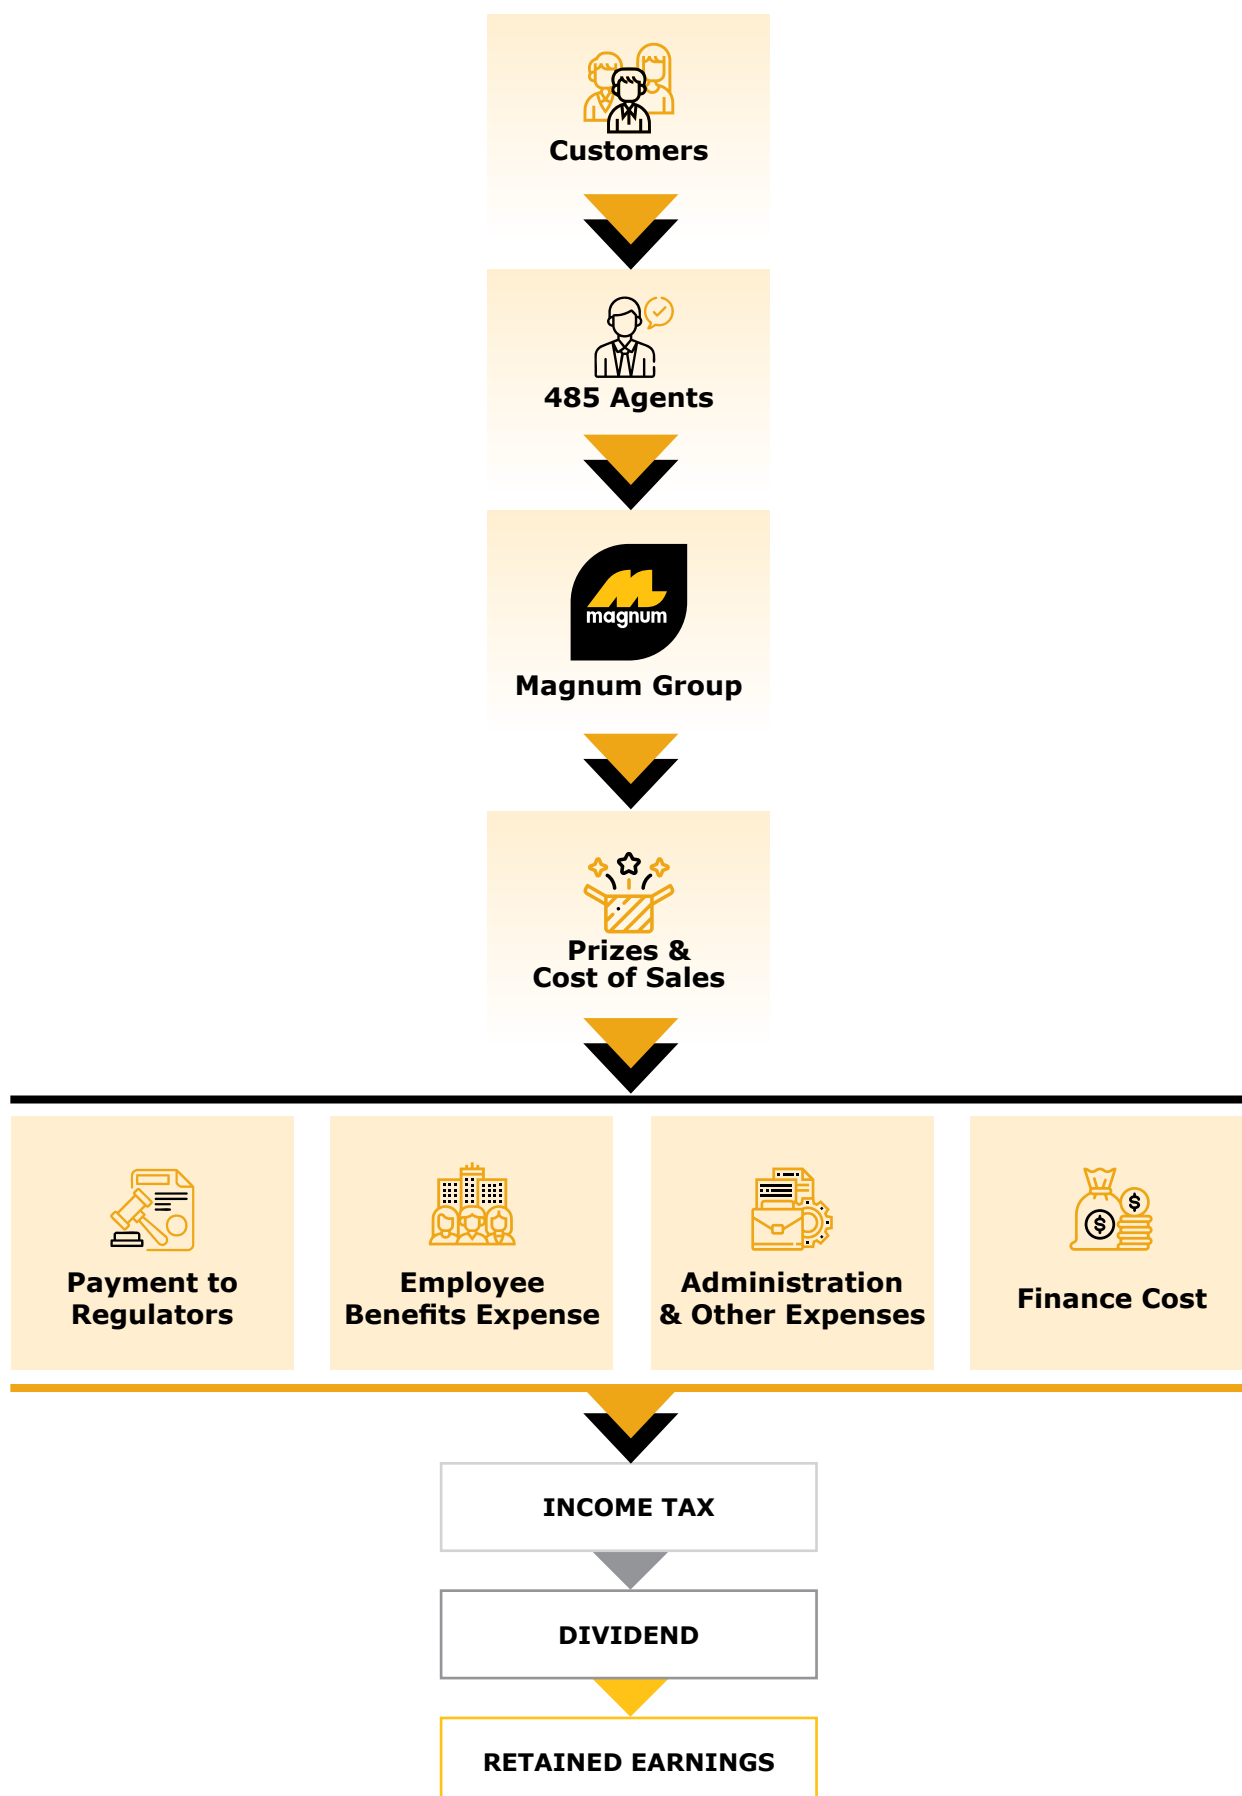 Customers
485 Agents
magnum
Magnum Group
Prizes &
Cost of Sales
Payment to
Regulators
Employee
Benefits Expense
Administration
& Other Expenses
Finance Cost
INCOME TAX
DIVIDEND
RETAINED EARNINGS